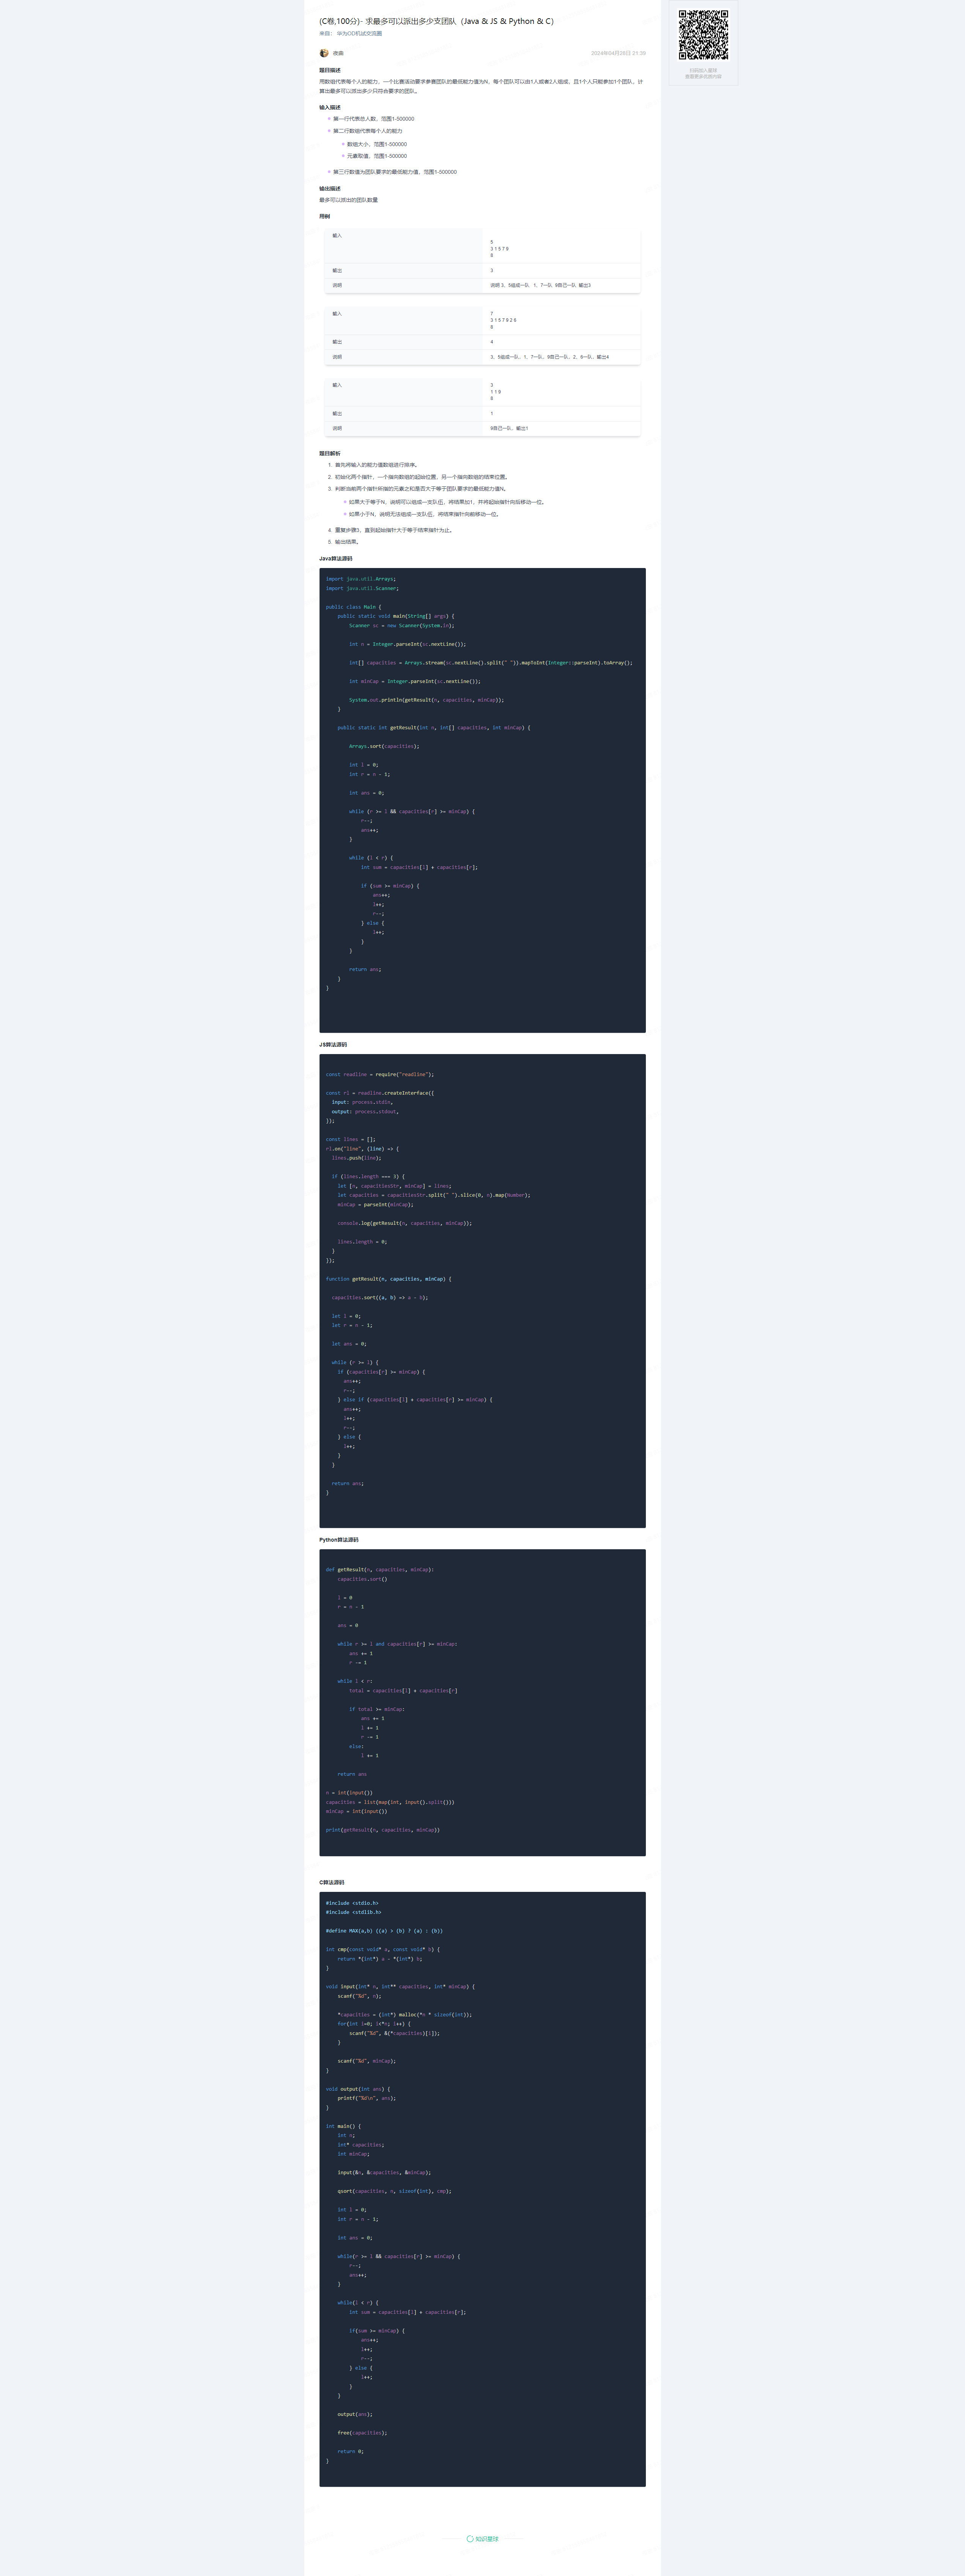 (C卷,100分)- 求最多可以派出多少支团队（Java & JS & Python & C）
来自： 华为OD机试交流圈
2024年04月28日 21:39
扫码加入星球
查看更多优质内容
题目描述
用数组代表每个人的能力，一个比赛活动要求参赛团队的最低能力值为N，每个团队可以由1人或者2人组成，且1个人只能参加1个团队，计
算出最多可以派出多少只符合要求的团队。
输入描述
第一行代表总人数，范围1-500000
第二行数组代表每个人的能力
数组大小，范围1-500000
元素取值，范围1-500000
第三行数值为团队要求的最低能力值，范围1-500000
输出描述
最多可以派出的团队数量
用例
输入
5
3 1 5 7 9
8
输出
3
说明
说明 3、5组成一队 1、7一队 9自己一队 输出3
输入
7
3 1 5 7 9 2 6
8
输出
4
说明
3、5组成一队，1、7一队，9自己一队，2、6一队，输出4
输入
3
1 1 9
8
输出
1
说明
9自己一队，输出1
题目解析
1. 首先将输入的能力值数组进行排序。
2. 初始化两个指针，一个指向数组的起始位置，另一个指向数组的结束位置。
3. 判断当前两个指针所指的元素之和是否大于等于团队要求的最低能力值N。
如果大于等于N，说明可以组成一支队伍，将结果加1，并将起始指针向后移动一位。
如果小于N，说明无法组成一支队伍，将结束指针向前移动一位。
4. 重复步骤3，直到起始指针大于等于结束指针为止。
5. 输出结果。
Java算法源码
import java.util.Arrays;
import java.util.Scanner;
public class Main {
public static void main(String[] args) {
Scanner sc = new Scanner(System.in);
int n = Integer.parseInt(sc.nextLine());
int[] capacities = Arrays.stream(sc.nextLine().split(" ")).mapToInt(Integer::parseInt).toArray();
int minCap = Integer.parseInt(sc.nextLine());
System.out.println(getResult(n, capacities, minCap));
}
public static int getResult(int n, int[] capacities, int minCap) {
Arrays.sort(capacities);
int l = 0;
int r = n - 1;
int ans = 0;
while (r >= l && capacities[r] >= minCap) {
r--;
ans++;
}
while (l < r) {
int sum = capacities[l] + capacities[r];
if (sum >= minCap) {
ans++;
l++;
r--;
} else {
l++;
}
}
return ans;
}
}
JS算法源码
const readline = require("readline");
const rl = readline.createInterface({
input: process.stdin,
output: process.stdout,
});
const lines = [];
rl.on("line", (line) => {
lines.push(line);
if (lines.length === 3) {
let [n, capacitiesStr, minCap] = lines;
let capacities = capacitiesStr.split(" ").slice(0, n).map(Number);
minCap = parseInt(minCap);
console.log(getResult(n, capacities, minCap));
lines.length = 0;
}
});
function getResult(n, capacities, minCap) {
capacities.sort((a, b) => a - b);
let l = 0;
let r = n - 1;
let ans = 0;
while (r >= l) {
if (capacities[r] >= minCap) {
ans++;
r--;
} else if (capacities[l] + capacities[r] >= minCap) {
ans++;
l++;
r--;
} else {
l++;
}
}
return ans;
}
Python算法源码
def getResult(n, capacities, minCap):
capacities.sort()
l = 0
r = n - 1
ans = 0
while r >= l and capacities[r] >= minCap:
ans += 1
r -= 1
while l < r:
total = capacities[l] + capacities[r]
if total >= minCap:
ans += 1
l += 1
r -= 1
else:
l += 1
return ans
n = int(input())
capacities = list(map(int, input().split()))
minCap = int(input())
print(getResult(n, capacities, minCap))
C算法源码
#include <stdio.h>
#include <stdlib.h>
#define MAX(a,b) ((a) > (b) ? (a) : (b))
int cmp(const void* a, const void* b) {
return *(int*) a - *(int*) b;
}
void input(int* n, int** capacities, int* minCap) {
scanf("%d", n);
*capacities = (int*) malloc(*n * sizeof(int));
for(int i=0; i<*n; i++) {
scanf("%d", &(*capacities)[i]);
}
scanf("%d", minCap);
}
void output(int ans) {
printf("%d\n", ans);
}
int main() {
int n;
int* capacities;
int minCap;
input(&n, &capacities, &minCap);
qsort(capacities, n, sizeof(int), cmp);
int l = 0;
int r = n - 1;
int ans = 0;
while(r >= l && capacities[r] >= minCap) {
r--;
ans++;
}
while(l < r) {
int sum = capacities[l] + capacities[r];
if(sum >= minCap) {
ans++;
l++;
r--;
} else {
l++;
}
}
output(ans);
free(capacities);
return 0;
}
知识星球